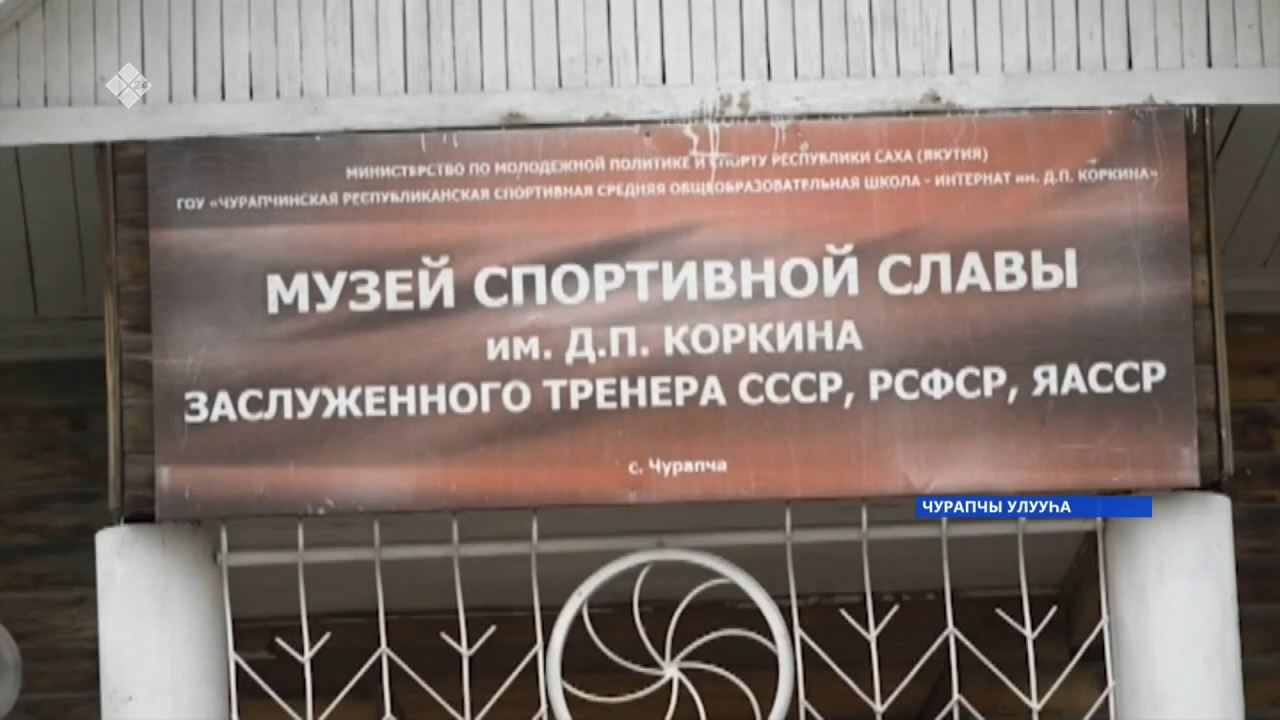 МИНИСТЕРСТВО ПО МОЛОДЕЖНОЙ ПОЛИТИКЕ И СПОРТУ РЕСПУБЛИКИ САХА (ЯКУТИЯ)
ГОУ «ЧУРАПЧИНСКАЯ РЕСПУБЛИКАНСКАЯ СПОРТИВНАЯ СРЕДНЯЯ ОБЩЕОБРАЗОВАТЕЛЬНАЯ ШКОЛА - ИНТЕРНАТ им. Д.П. КОРКИНА»
МУЗЕЙ СПОРТИВНОЙ СЛАВЫ
им. Д.П. КОРКИНА
ЗАСЛУЖЕННОГО ТРЕНЕРА СССР, РСФСР, ЯАССР
с. Чурапча
ЧУРАПЧЫ УЛУУҺА